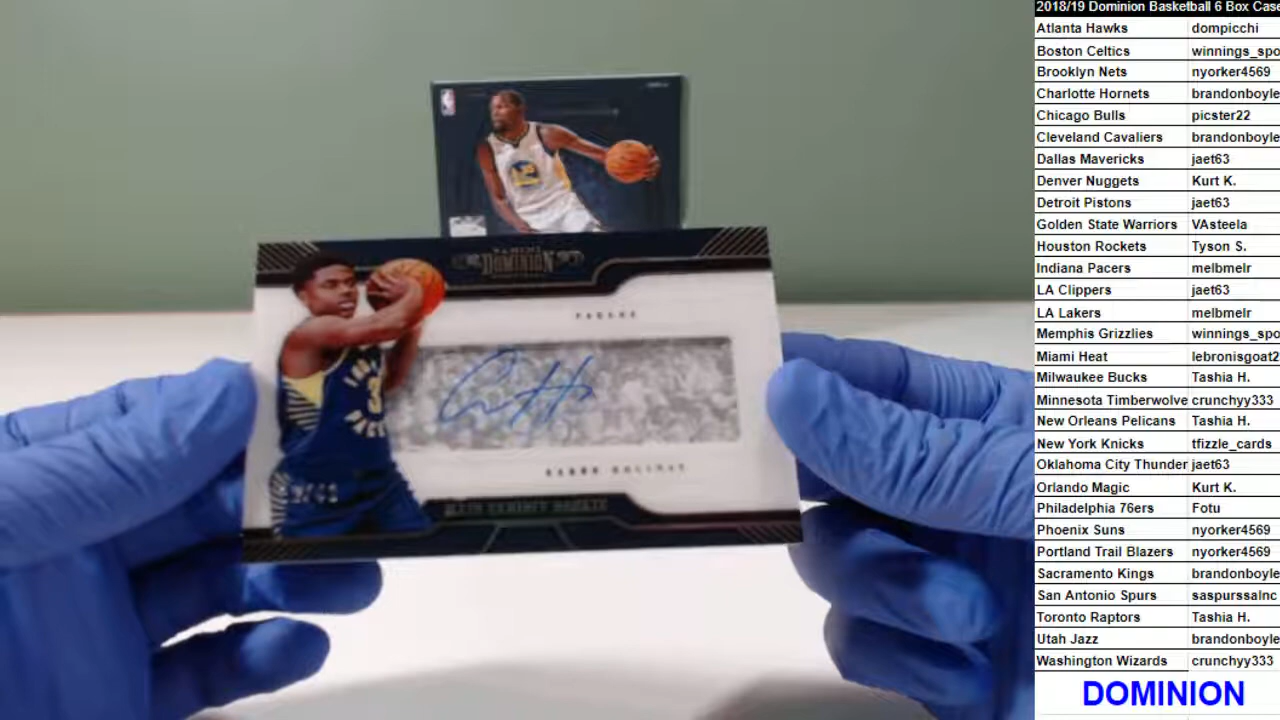 2018/19 Dominion Basketball 6 Box Case
Atlanta Hawks dompicchi
Boston Celtics winnings_spo
Brooklyn Nets nyorker4569
Charlotte Hornets brandonboyle
Chicago Bulls picster22
Cleveland Cavaliers brandonboyle
Dallas Mavericks jaet63
Denver Nuggets Kurt K.
Detroit Pistons jaet63
Golden State Warriors VAsteela
Houston Rockets Tyson S.
Indiana Pacers melbmelr
LA Clippers jaet63
LA Lakers melbmelr
Memphis Grizzlies winnings_spo
Miami Heat lebronisgoat2
Milwaukee Bucks Tashia H.
Minnesota Timberwolve crunchyy333
New Orleans Pelicans Tashia H.
New York Knicks tfizzle_cards
Oklahoma City Thunder jaet63
Orlando Magic Kurt K.
Philadelphia 76ers Fotu
Phoenix Suns nyorker4569
Portland Trail Blazers nyorker4569
Sacramento Kings brandonboyle
San Antonio Spurs saspurssalnc
Toronto Raptors Tashia H.
Utah Jazz brandonboyle
Washington Wizards crunchyy333
DOMINION
PANINI
DOMINION
PACERS
MAIN EXHIBIT ROOKIE